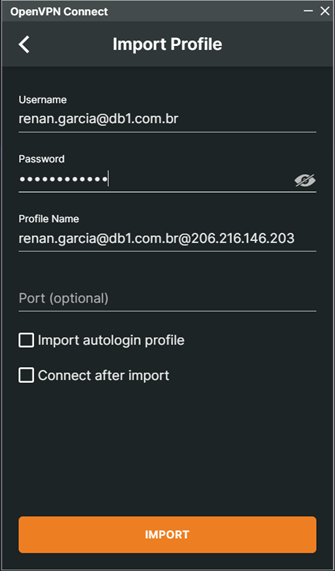 OpenVPN Connect
Import Profile
Username
renan.garcia@db1.com.br
Password
••••••••••••
Profile Name
renan.garcia@db1.com.br@206.216.146.203
Port (optional)
Import autologin profile
Connect after import
IMPORT